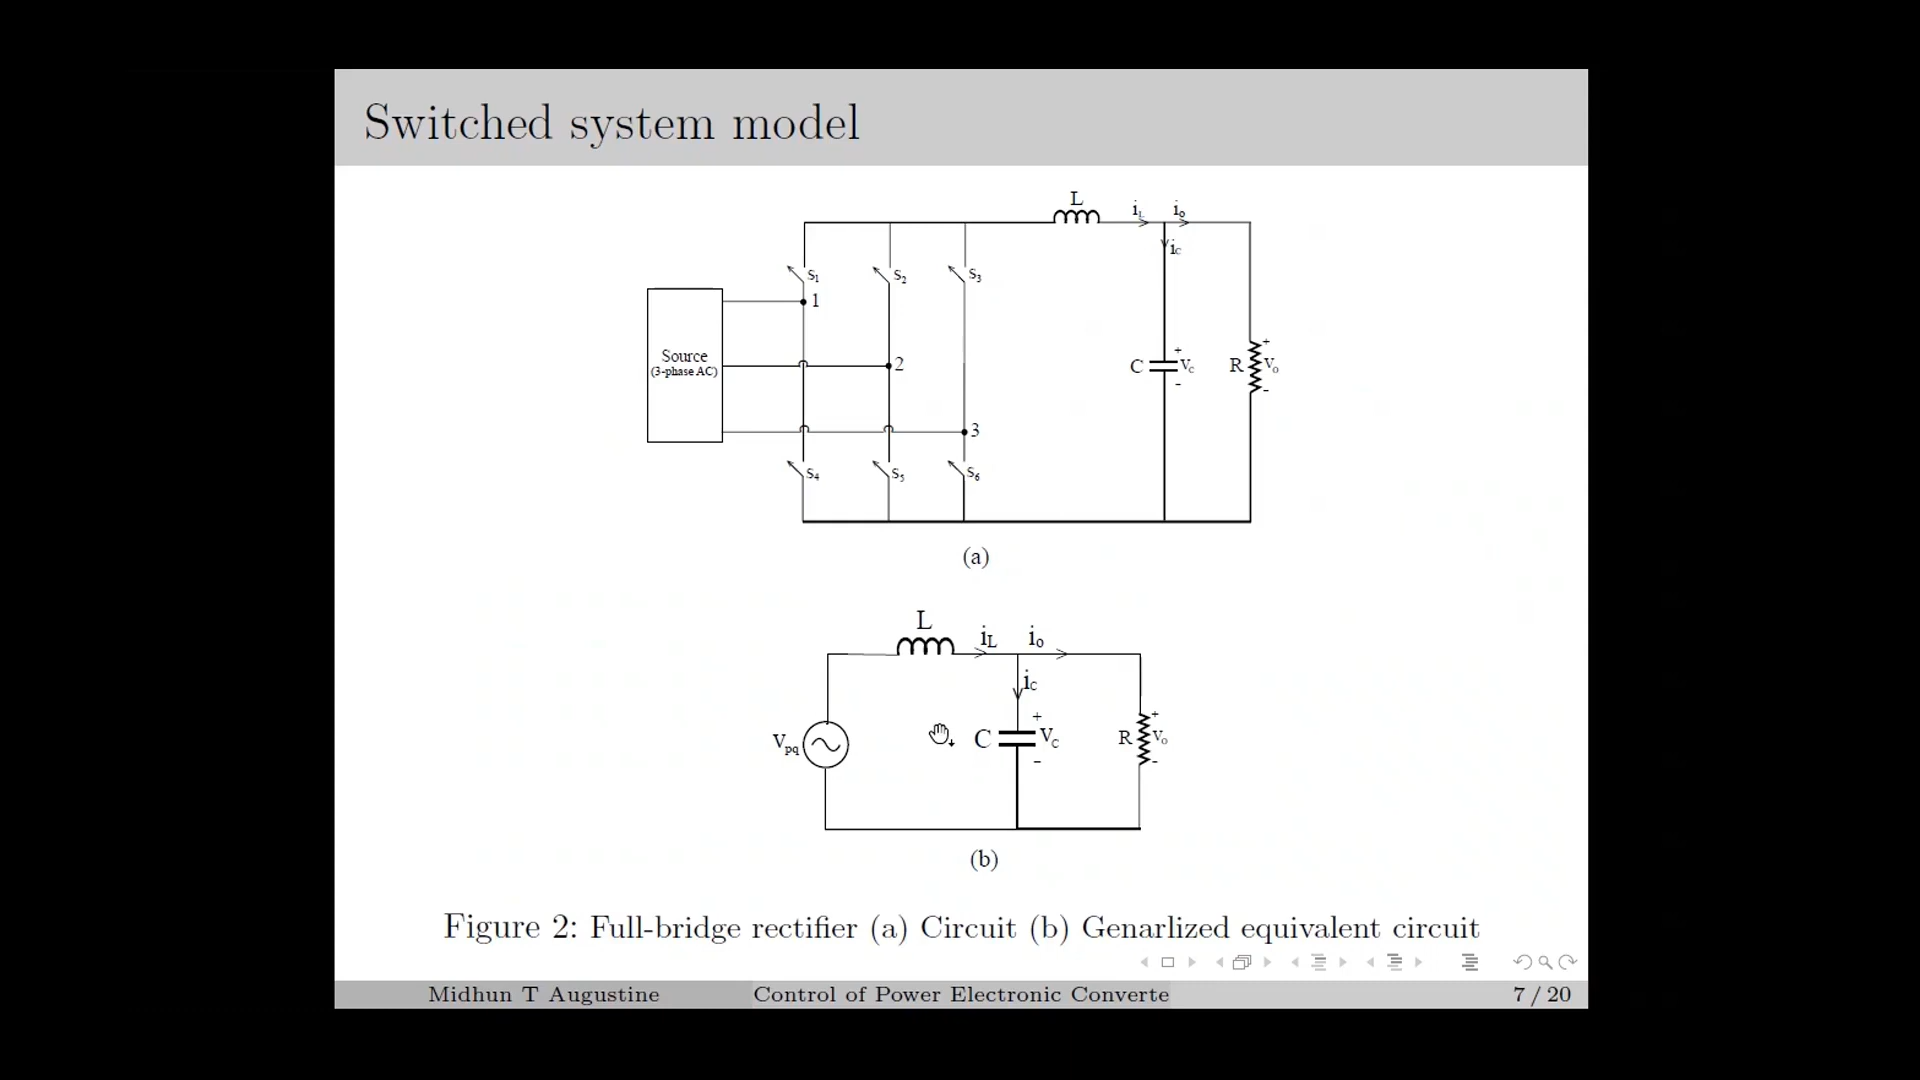 Switched system model
L
iL io
ic
S1 S2 S3
1
Source
(3-phase AC)
2
C + Vc -
R + Vo -
3
S4 S5 S6
(a)
L
iL io
ic
Vpq
C + Vc -
R + Vo -
(b)
Figure 2: Full-bridge rectifier (a) Circuit (b) Genarlized equivalent circuit
Midhun T Augustine Control of Power Electronic Converte 7 / 20